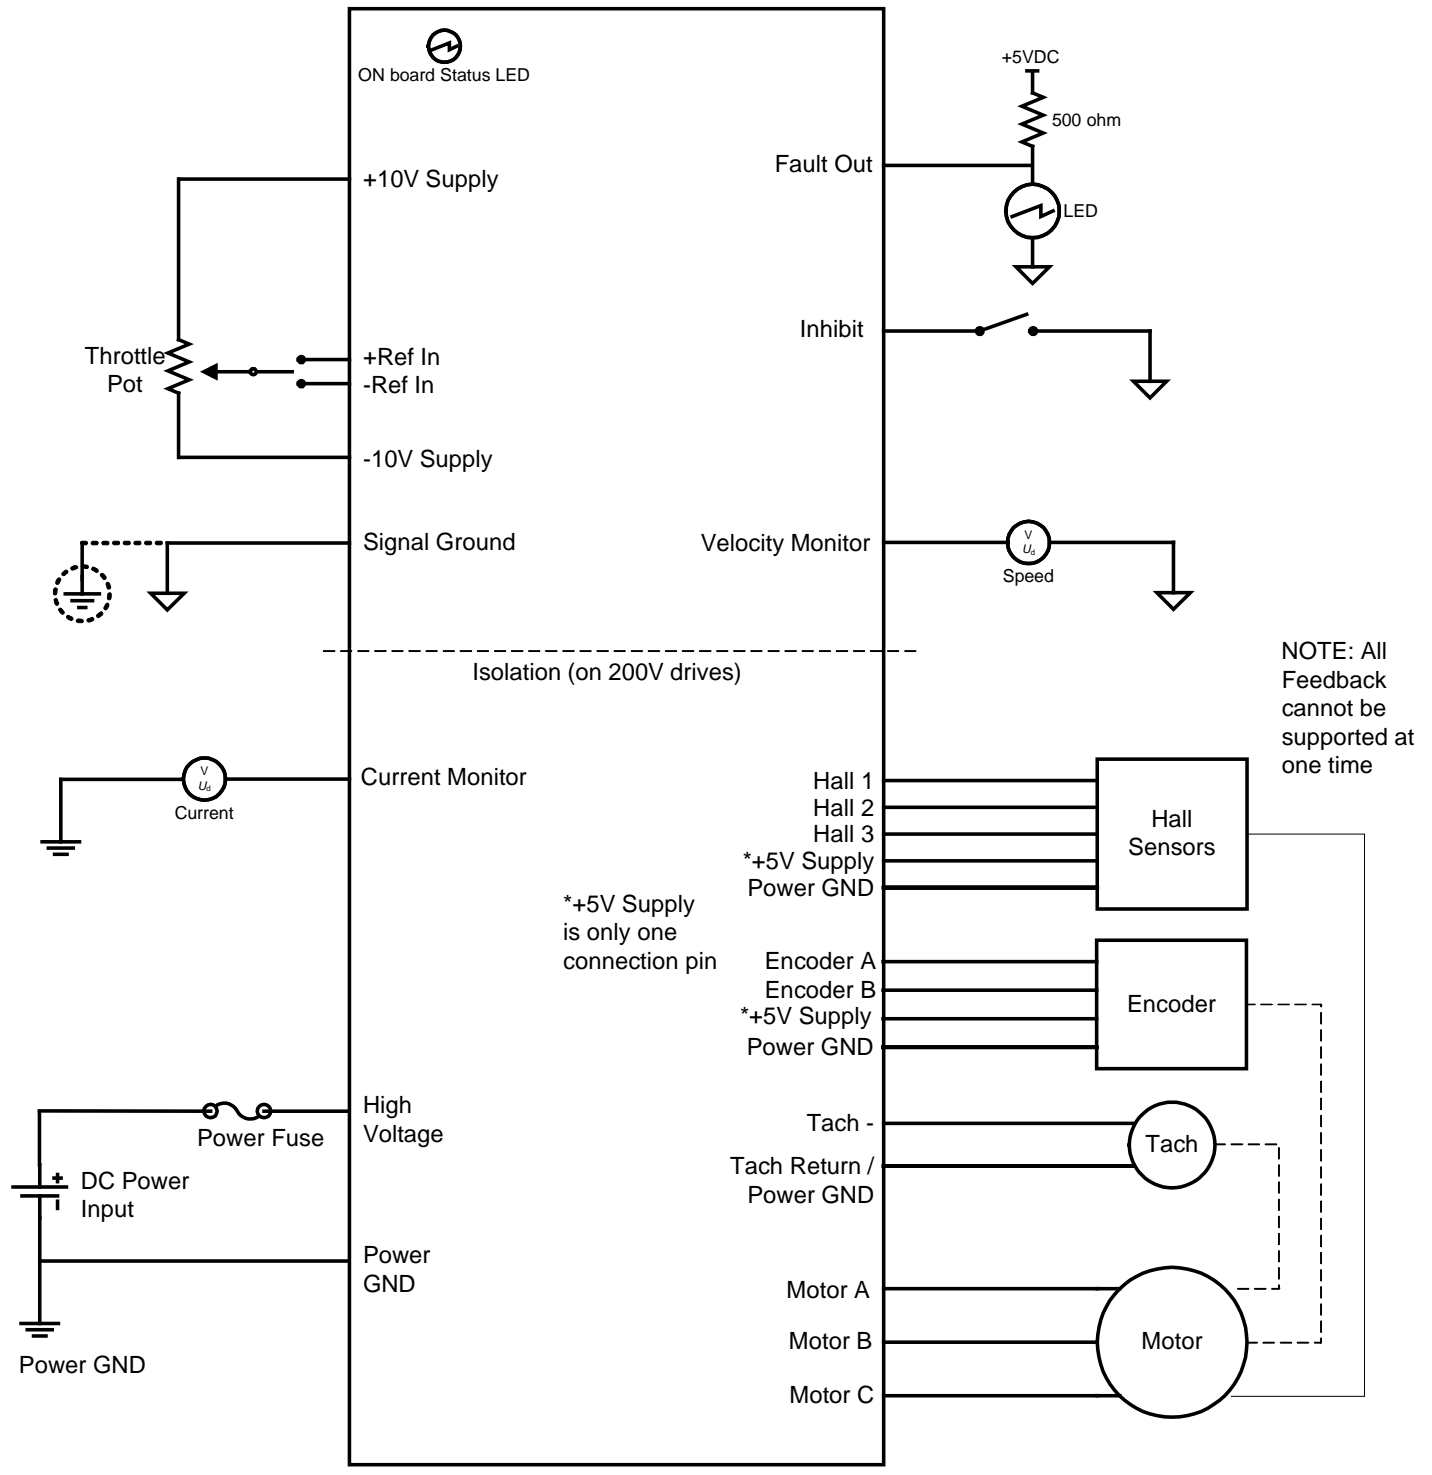 ON board Status LED
+5VDC
500 ohm
Fault Out
LED
+10V Supply
Inhibit
Throttle
Pot
+Ref In
-Ref In
-10V Supply
Signal Ground
Velocity Monitor
V
Ud
Speed
Isolation (on 200V drives)
NOTE: All
Feedback
cannot be
supported at
one time
V
Ud
Current
Current Monitor
Hall 1
Hall 2
Hall 3
*+5V Supply
Power GND
Hall
Sensors
*+5V Supply
is only one
connection pin
Encoder A
Encoder B
*+5V Supply
Power GND
Encoder
Power Fuse
High
Voltage
Tach -
Tach Return /
Power GND
Tach
DC Power
Input
Power
GND
Power GND
Motor A
Motor B
Motor C
Motor